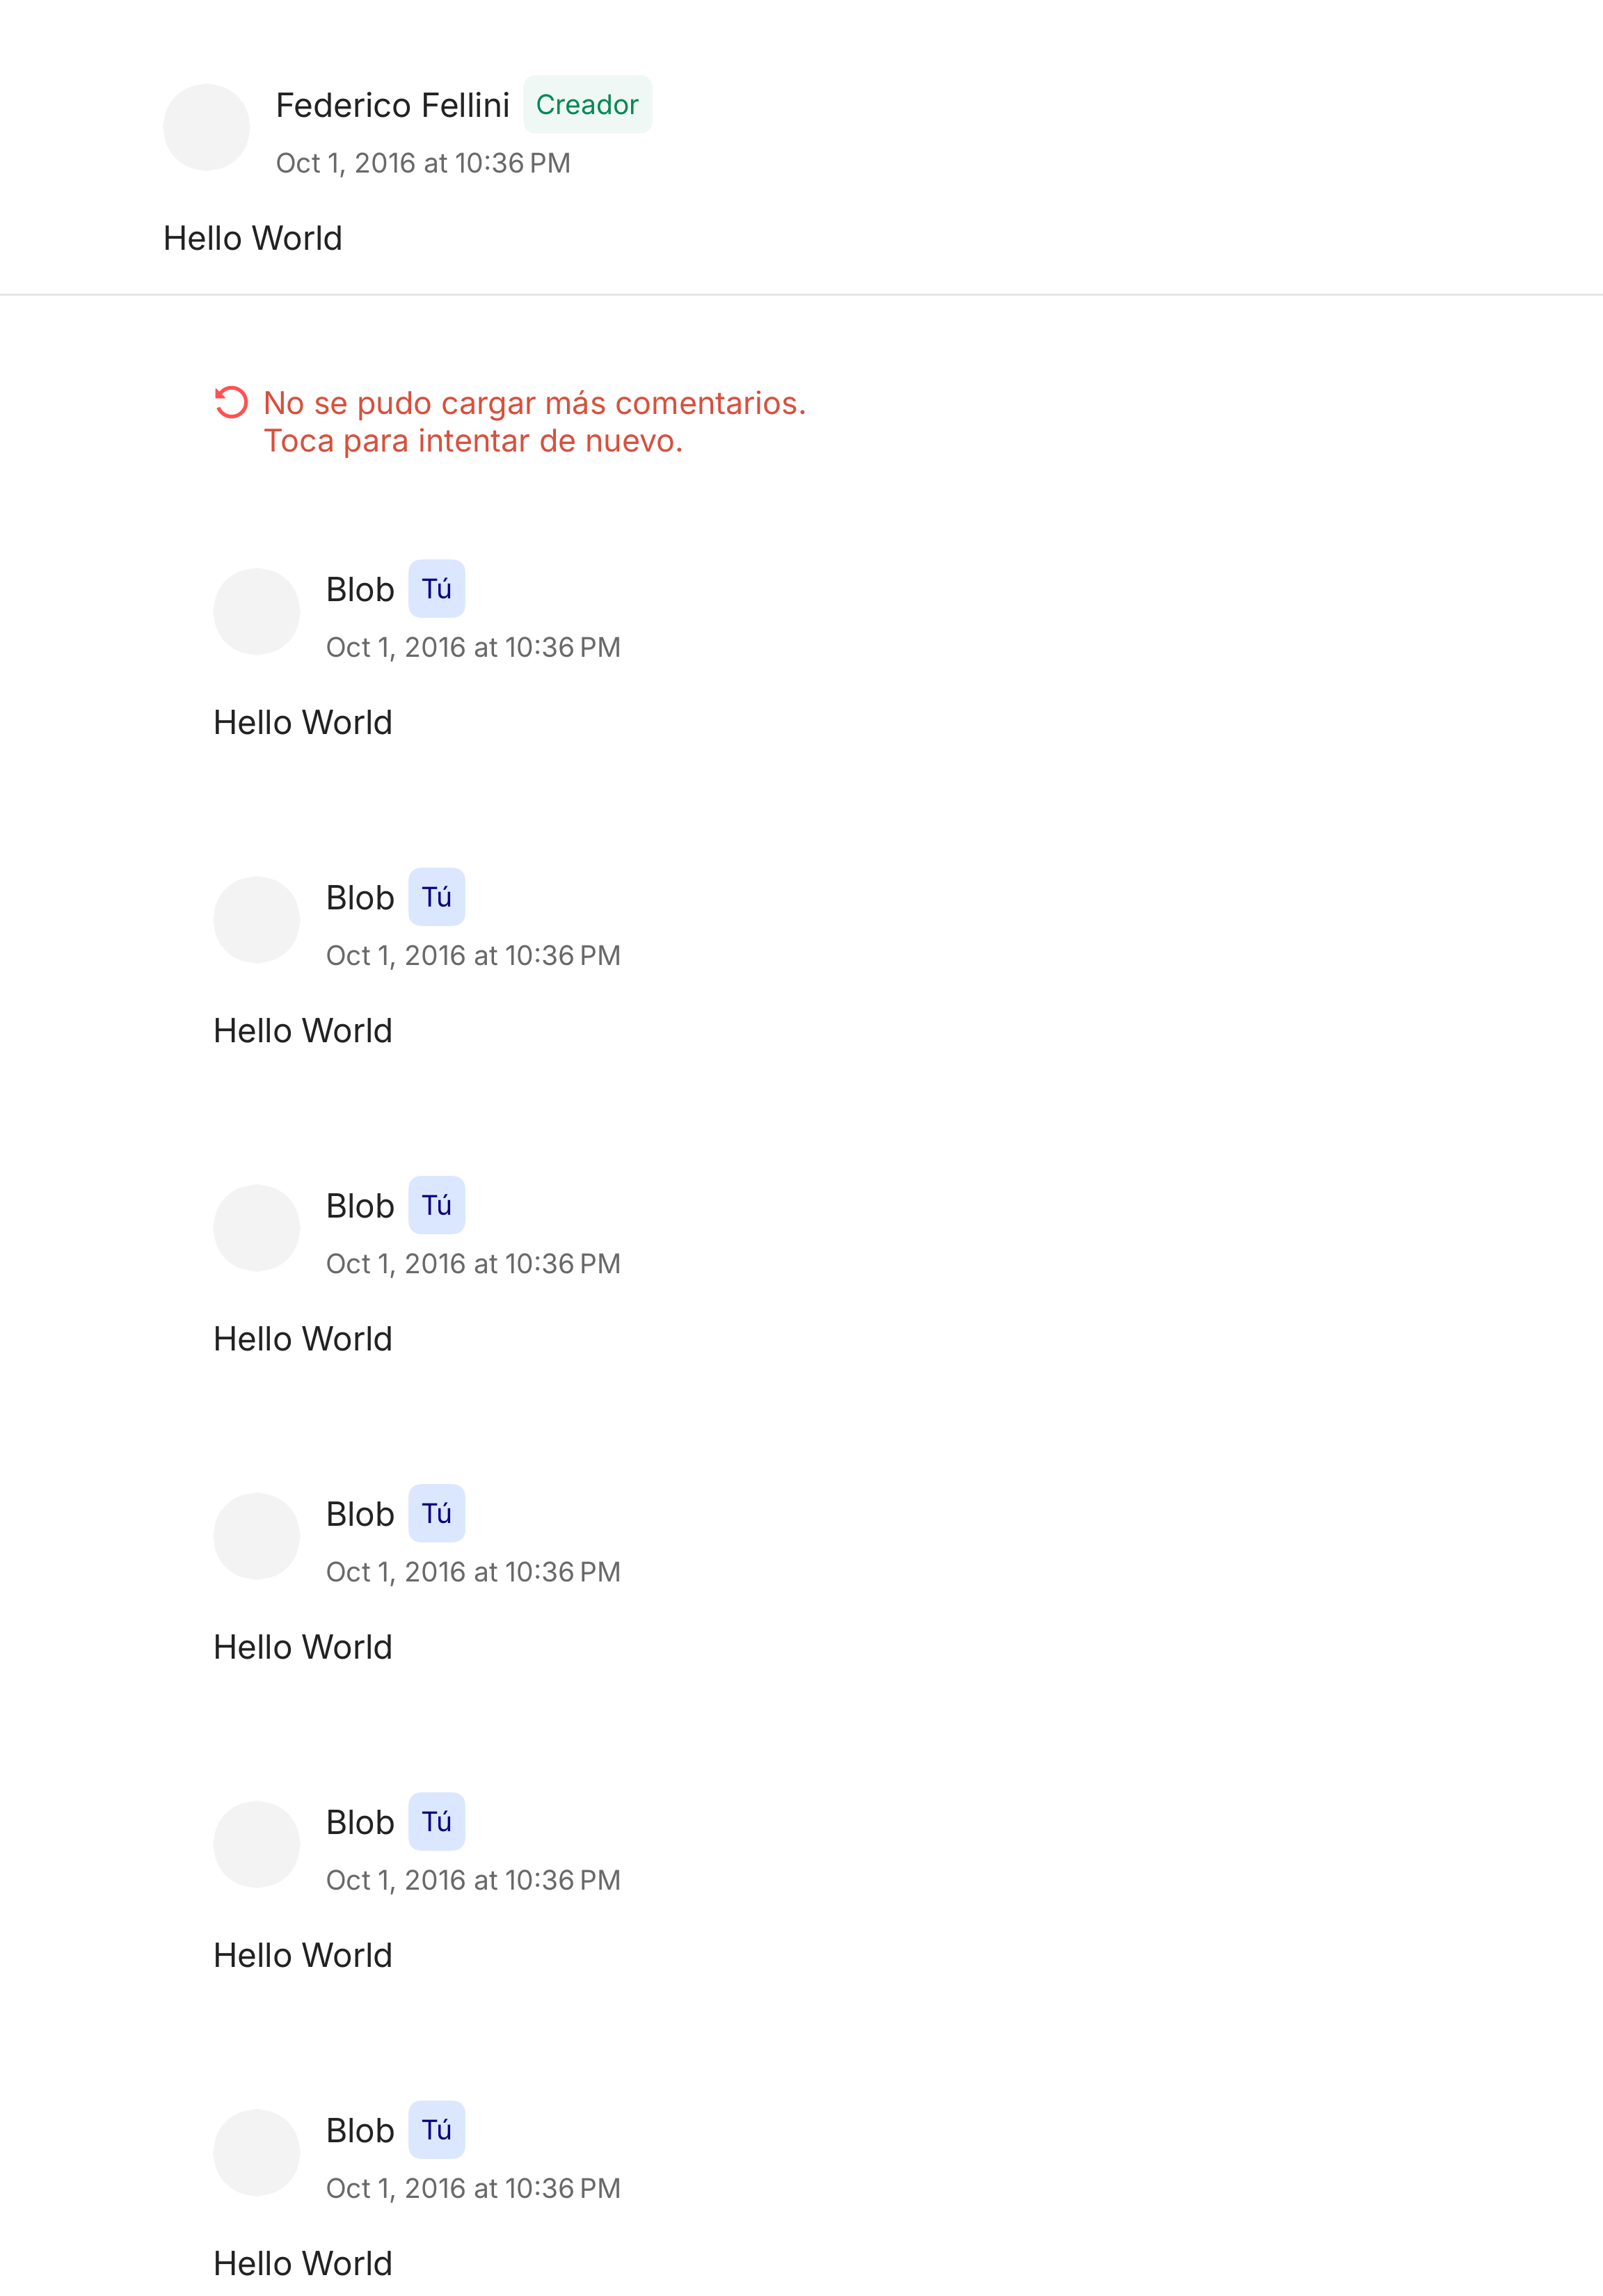 Federico Fellini Creador
Oct 1, 2016 at 10:36 PM
Hello World
No se pudo cargar más comentarios.
Toca para intentar de nuevo.
Blob Tú
Oct 1, 2016 at 10:36 PM
Hello World
Blob Tú
Oct 1, 2016 at 10:36 PM
Hello World
Blob Tú
Oct 1, 2016 at 10:36 PM
Hello World
Blob Tú
Oct 1, 2016 at 10:36 PM
Hello World
Blob Tú
Oct 1, 2016 at 10:36 PM
Hello World
Blob Tú
Oct 1, 2016 at 10:36 PM
Hello World